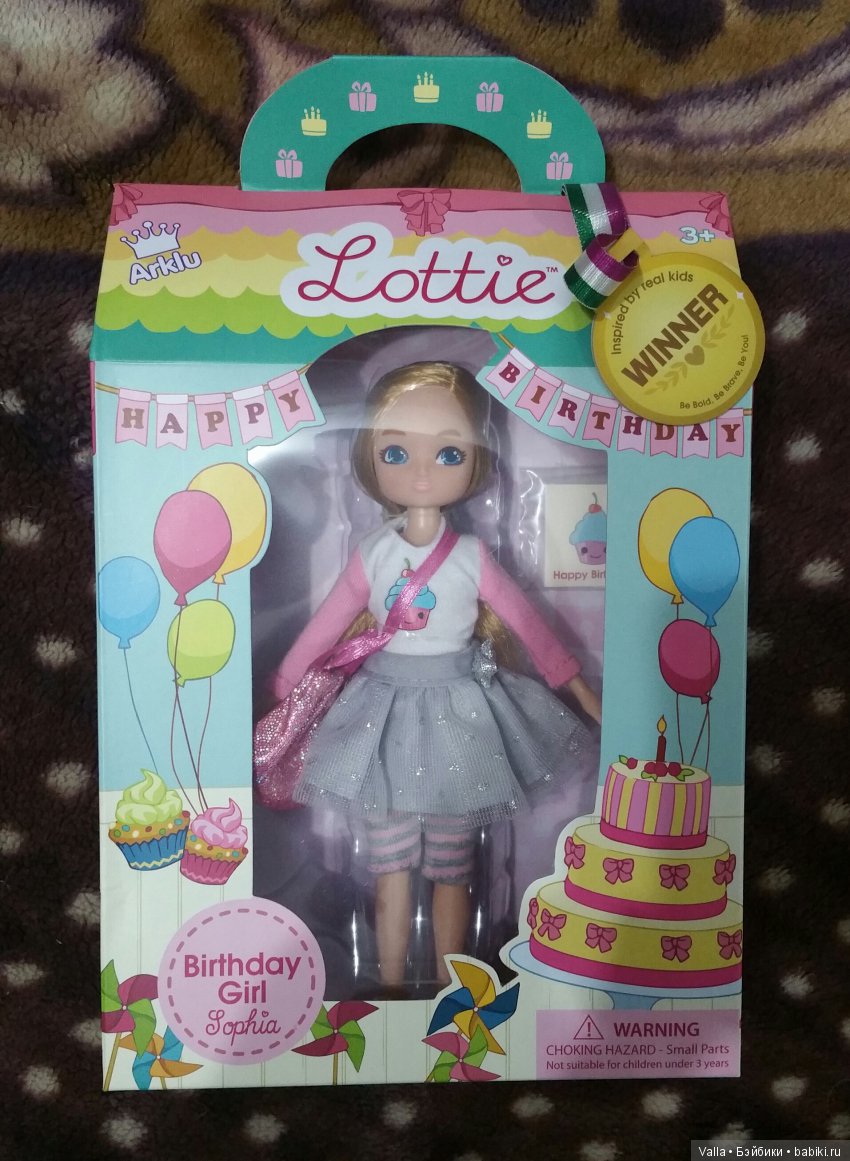 Arklu
Lottie™
3+
Inspired by real kids
WINNER
Be Bold, Be Brave, Be You!
HAPPY BIRTHDAY
Happy
Birthday
Girl
Sophia
WARNING
CHOKING HAZARD - Small Parts
Not suitable for children under 3 years
Valla • Бэйбики • babiki.ru